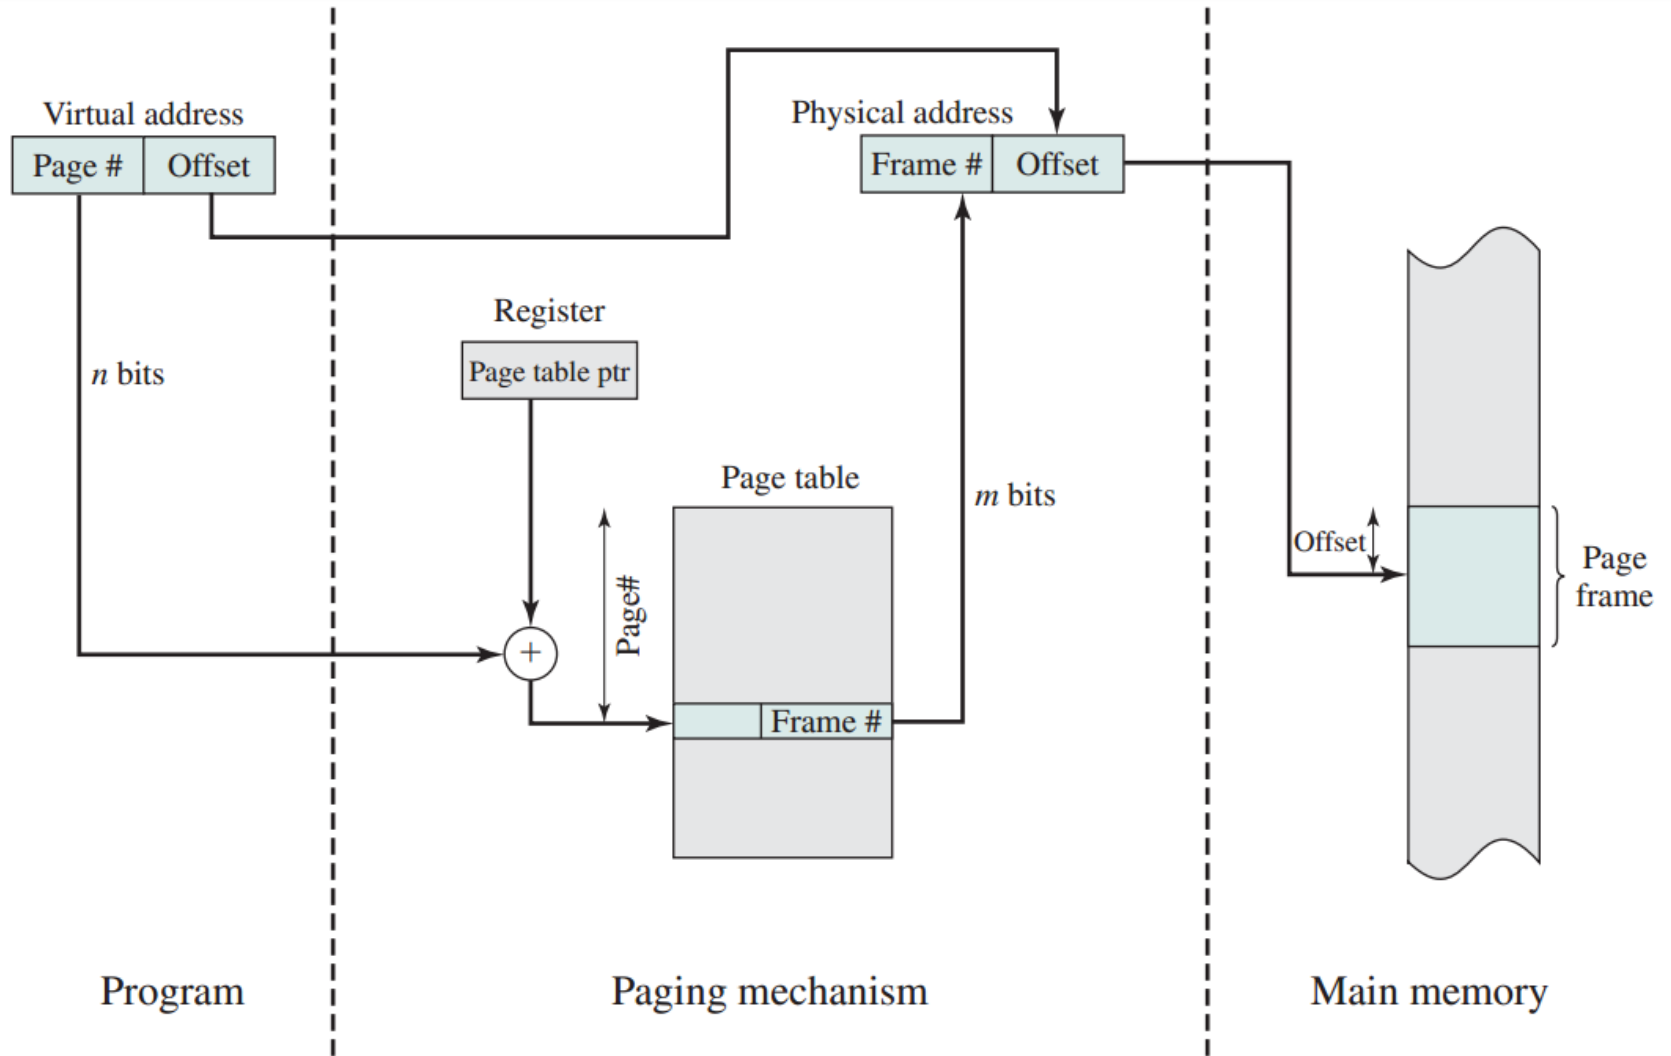 Virtual address
Page #
Offset
Physical address
Frame #
Offset
Register
Page table ptr
n bits
Page table
m bits
Page#
+
Frame #
Offset
Page
frame
Program
Paging mechanism
Main memory